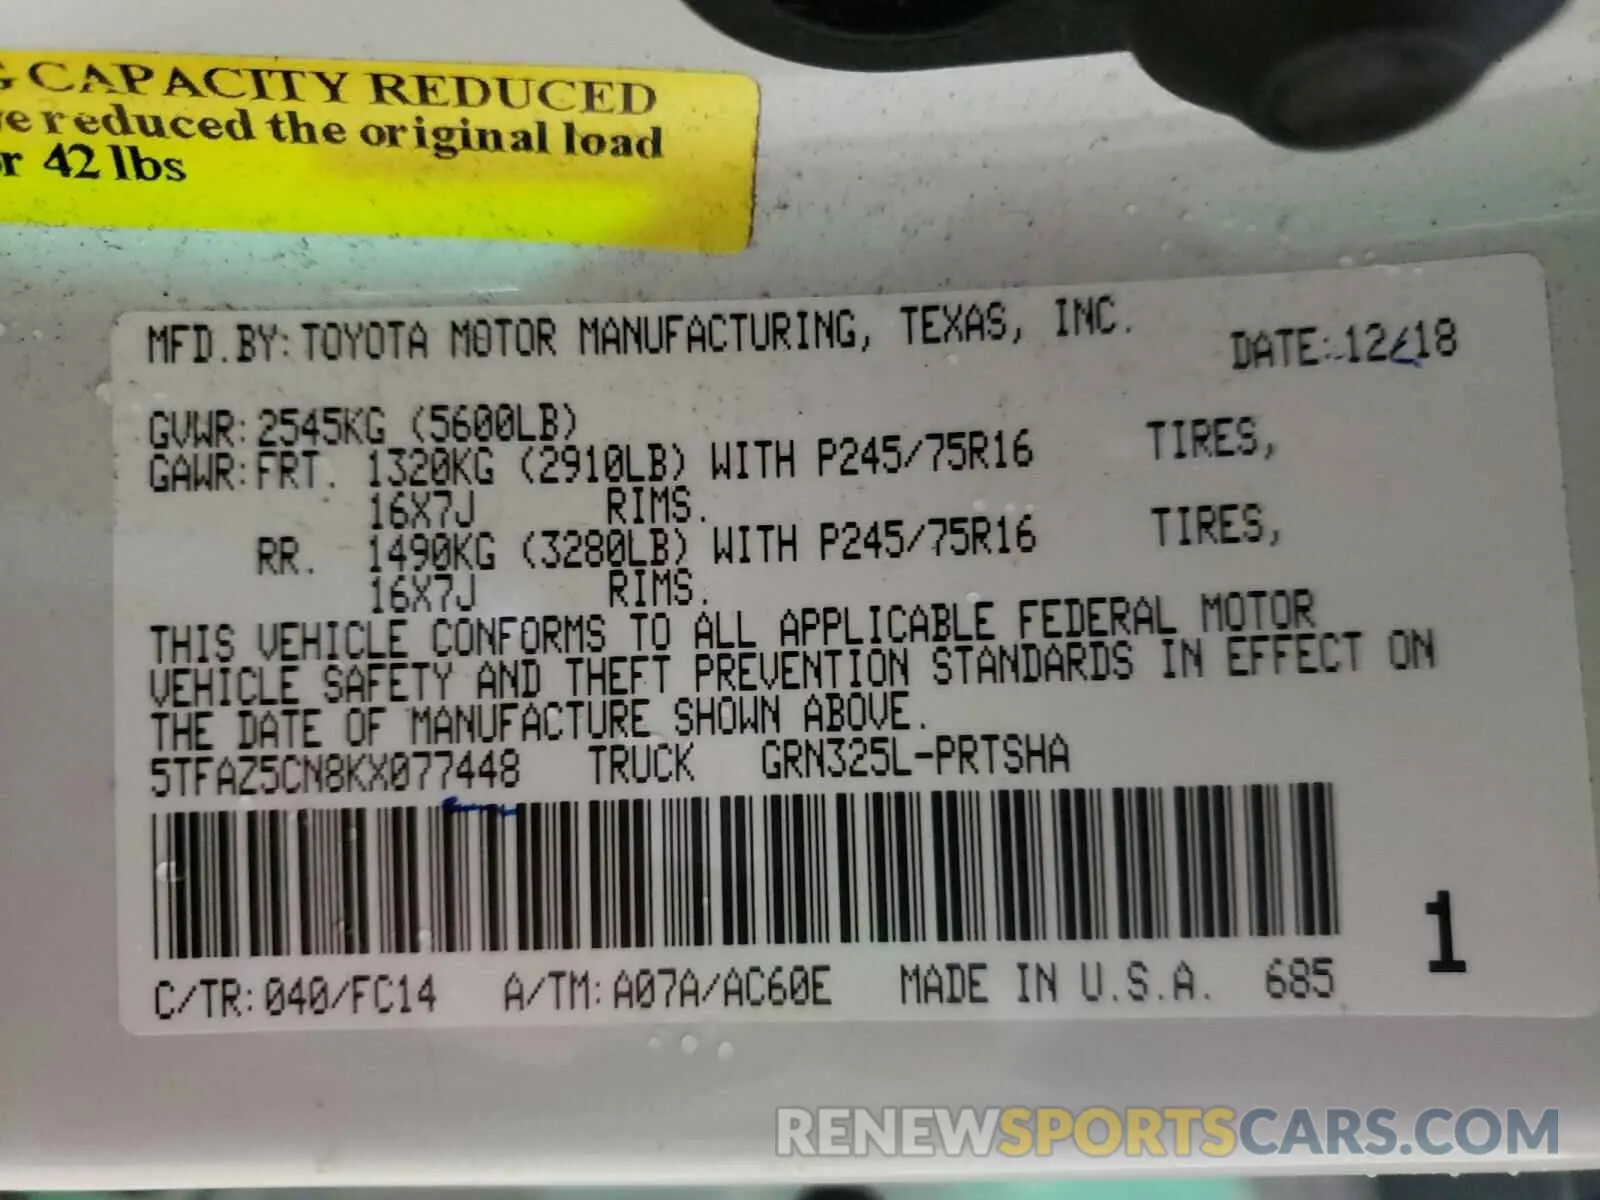 G CAPACITY REDUCED
ve reduced the original load
or 42 lbs
MFD.BY: TOYOTA MOTOR MANUFACTURING, TEXAS, INC.
DATE: 12/18
GVWR: 2545KG (5600LB)
GAWR: FRT. 1320KG (2910LB) WITH P245/75R16 TIRES,
16X7J RIMS.
RR. 1490KG (3280LB) WITH P245/75R16 TIRES,
16X7J RIMS.
THIS VEHICLE CONFORMS TO ALL APPLICABLE FEDERAL MOTOR
VEHICLE SAFETY AND THEFT PREVENTION STANDARDS IN EFFECT ON
THE DATE OF MANUFACTURE SHOWN ABOVE.
5TFAZ5CN8KX077448 TRUCK GRN325L-PRTSHA
1
C/TR: 040/FC14 A/TM: A07A/AC60E MADE IN U.S.A. 685
RENEWSPORTSCARS.COM